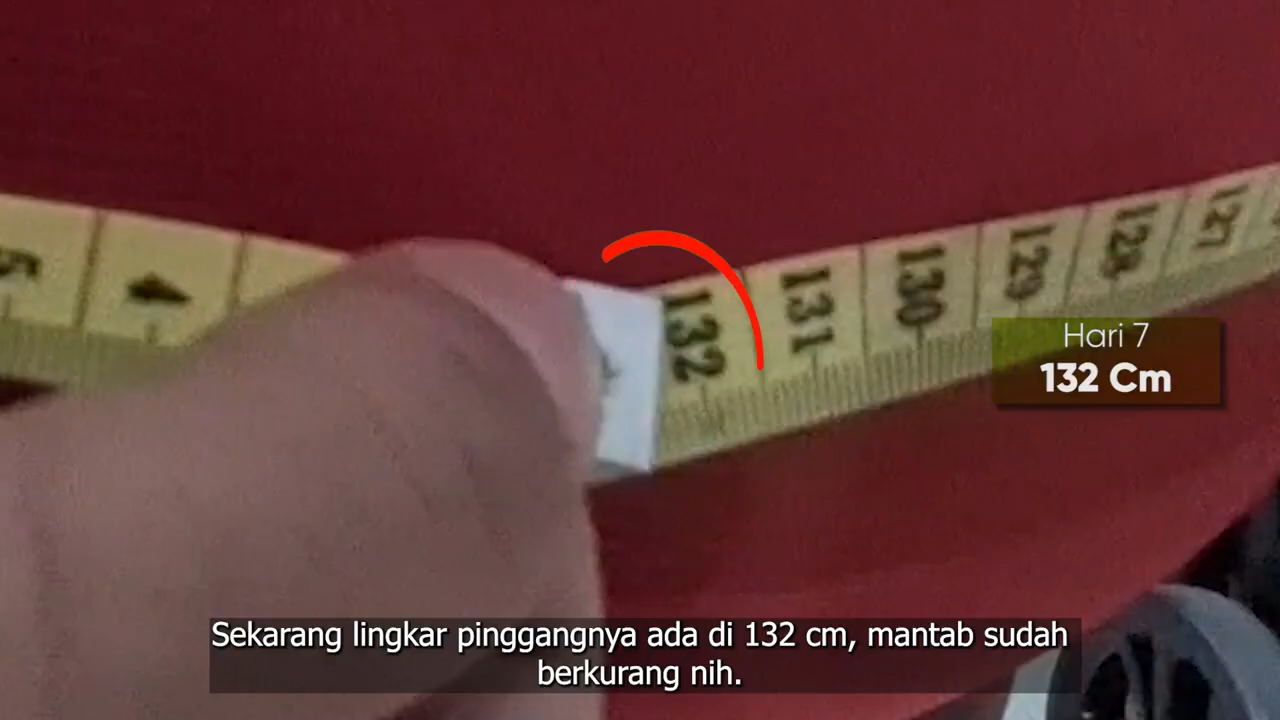 5 4 132 131 130 129 128 127
Hari 7
132 Cm
Sekarang lingkar pinggangnya ada di 132 cm, mantab sudah
berkurang nih.